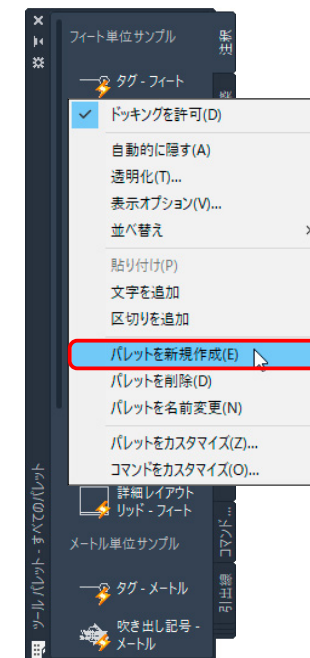 フィート単位サンプル
注釈
タグ - フィート
ドッキングを許可(D)
自動的に隠す(A)
透明化(T)...
表示オプション(V)...
並べ替え
貼り付け(P)
文字を追加
区切りを追加
パレットを新規作成(E)
パレットを削除(D)
パレットを名前変更(N)
パレットをカスタマイズ(Z)...
コマンドをカスタマイズ(O)...
詳細レイアウト
リッド - フィート
メートル単位サンプル
コマンド...
タグ - メートル
引出線
吹き出し記号 -
メートル
ツール パレット - すべてのパレット